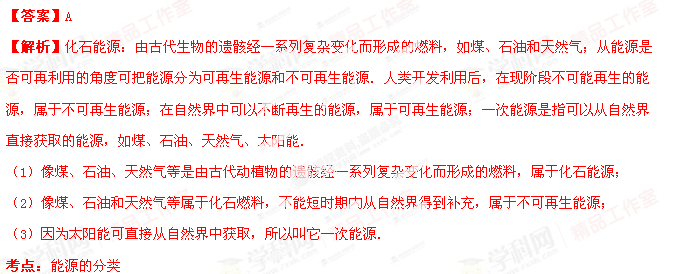 【答案】A
【解析】化石能源：由古代生物的遗骸经一系列复杂变化而形成的燃料，如煤、石油和天然气；从能源是
否可再利用的角度可把能源分为可再生能源和不可再生能源．人类开发利用后，在现阶段不可能再生的能
源，属于不可再生能源；在自然界中可以不断再生的能源，属于可再生能源；一次能源是指可以从自然界
直接获取的能源，如煤、石油、天然气、太阳能．
（1）像煤、石油、天然气等是由古代动植物的遗骸经一系列复杂变化而形成的燃料，属于化石能源；
（2）像煤、石油和天然气等属于化石燃料，不能短时期内从自然界得到补充，属于不可再生能源；
（3）因为太阳能可直接从自然界中获取，所以叫它一次能源．
考点：能源的分类